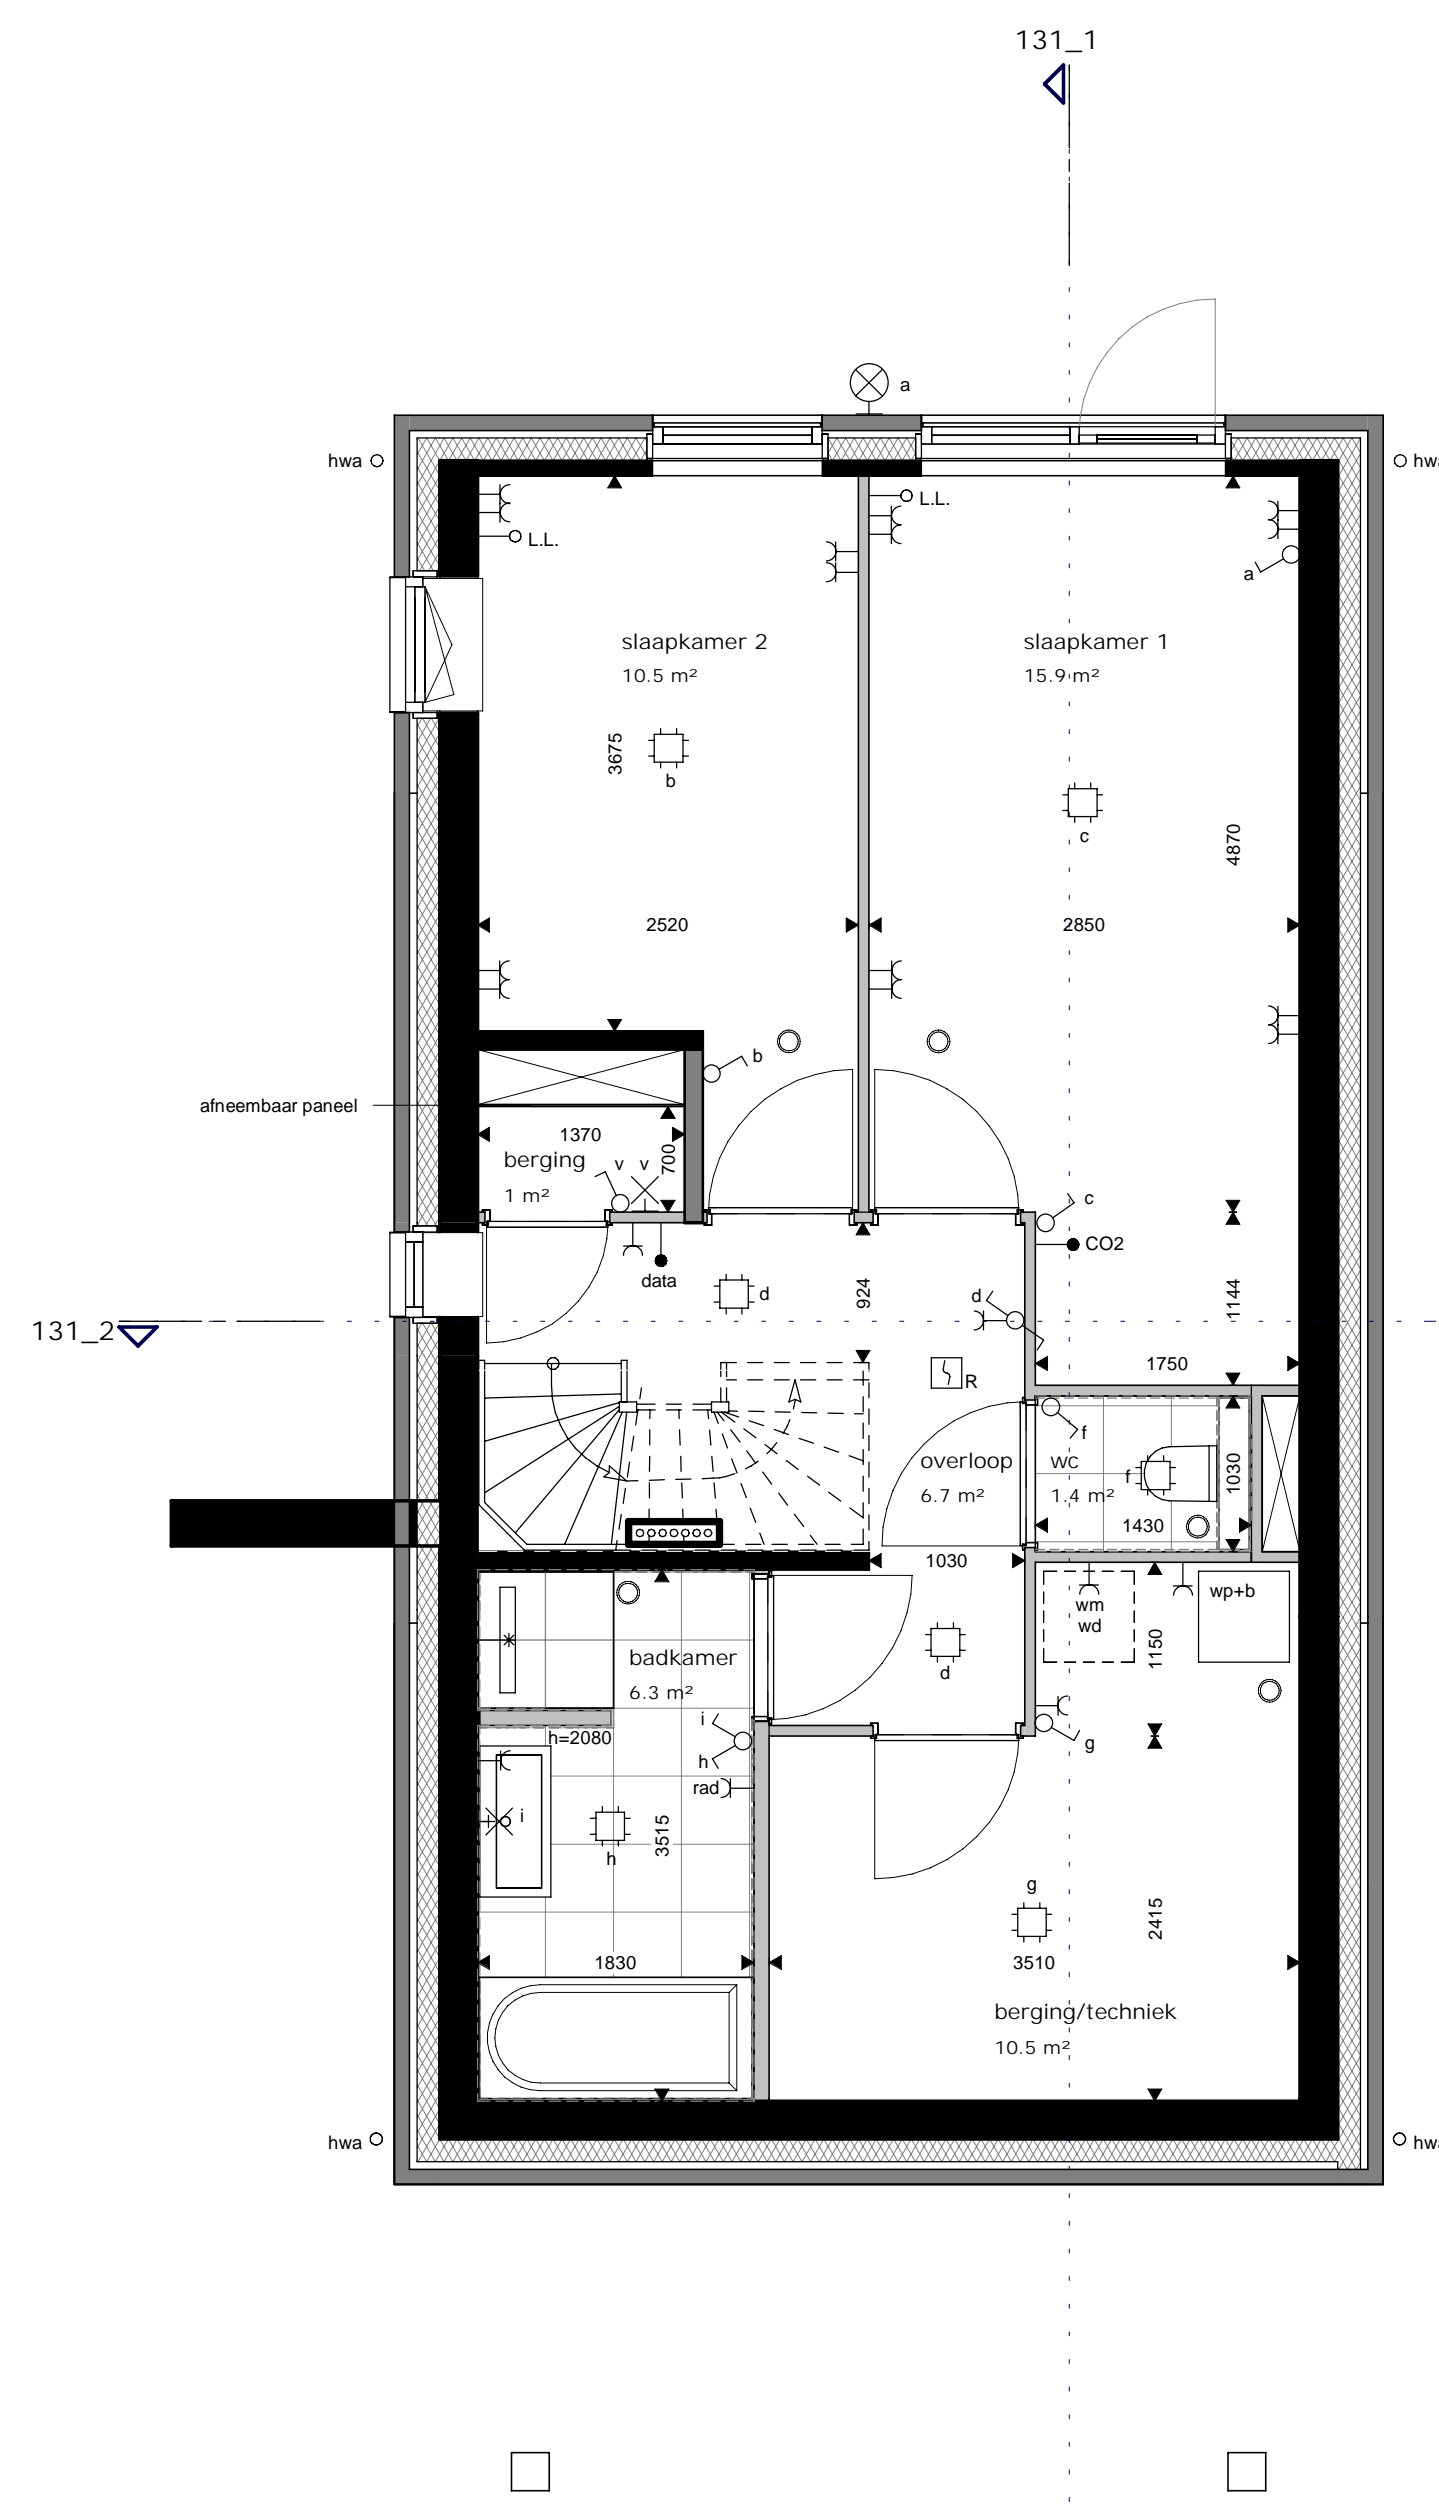 131_1
a
hwa
hwa
L.L.
L.L.
a
slaapkamer 2
10.5 m²
slaapkamer 1
15.9 m²
3675
b
c
4870
2520
2850
b
afneembaar paneel
1370
700
berging
1 m²
v
v
c
CO2
data
d
924
d
1144
131_2
1750
R
f
overloop
6.7 m²
wc
1.4 m²
f
1030
1430
1030
wm
wd
wp+b
1150
badkamer
6.3 m²
d
i
h
h=2080
g
rad
i
3515
h
g
2415
1830
3510
berging/techniek
10.5 m²
hwa
hwa